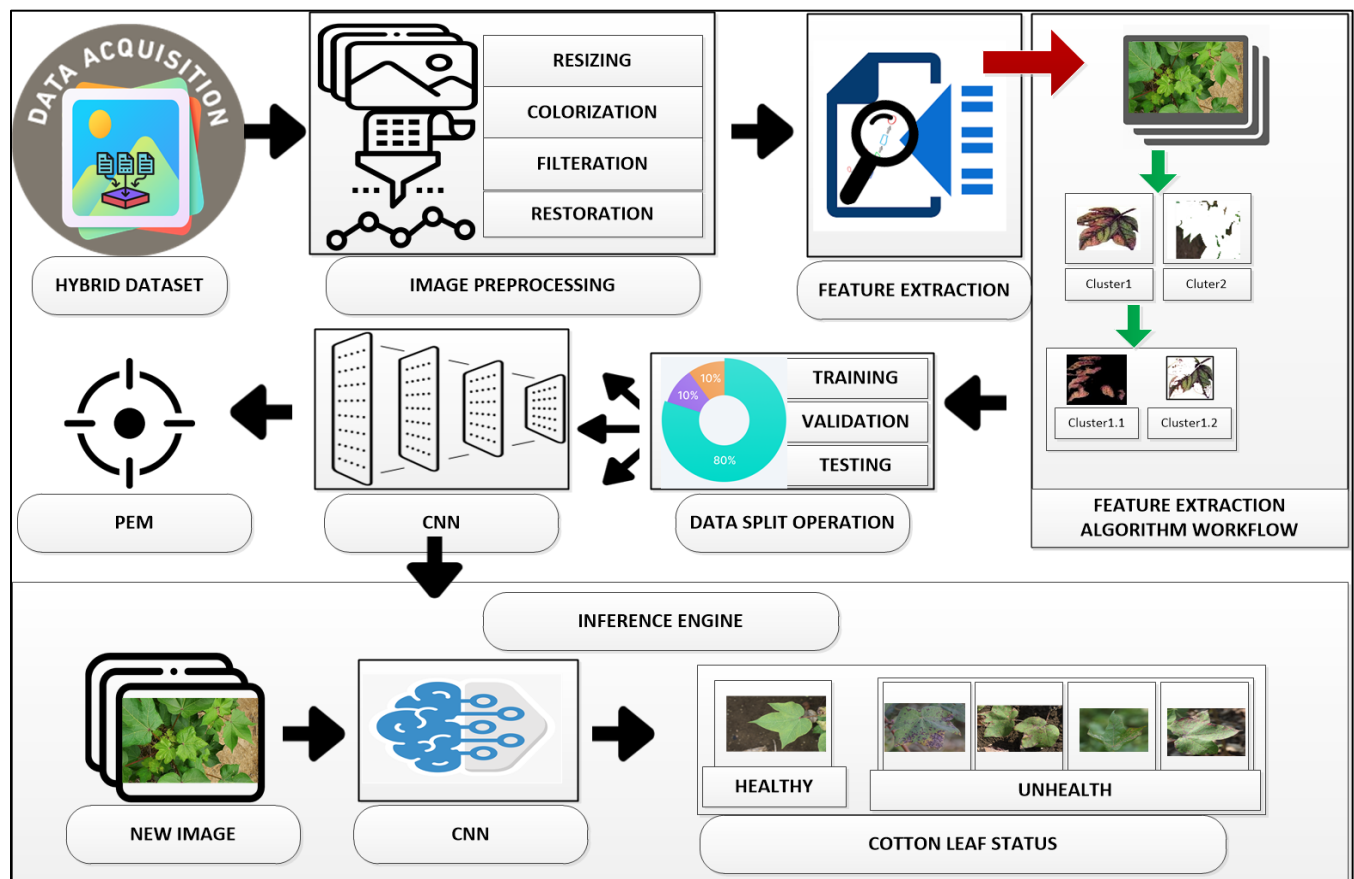 DATA ACQUISITION
HYBRID DATASET
RESIZING
COLORIZATION
FILTERATION
RESTORATION
IMAGE PREPROCESSING
FEATURE EXTRACTION
Cluster1
Cluter2
Cluster1.1
Cluster1.2
FEATURE EXTRACTION
ALGORITHM WORKFLOW
10%
10%
80%
TRAINING
VALIDATION
TESTING
DATA SPLIT OPERATION
CNN
PEM
INFERENCE ENGINE
NEW IMAGE
CNN
HEALTHY
UNHEALTH
COTTON LEAF STATUS